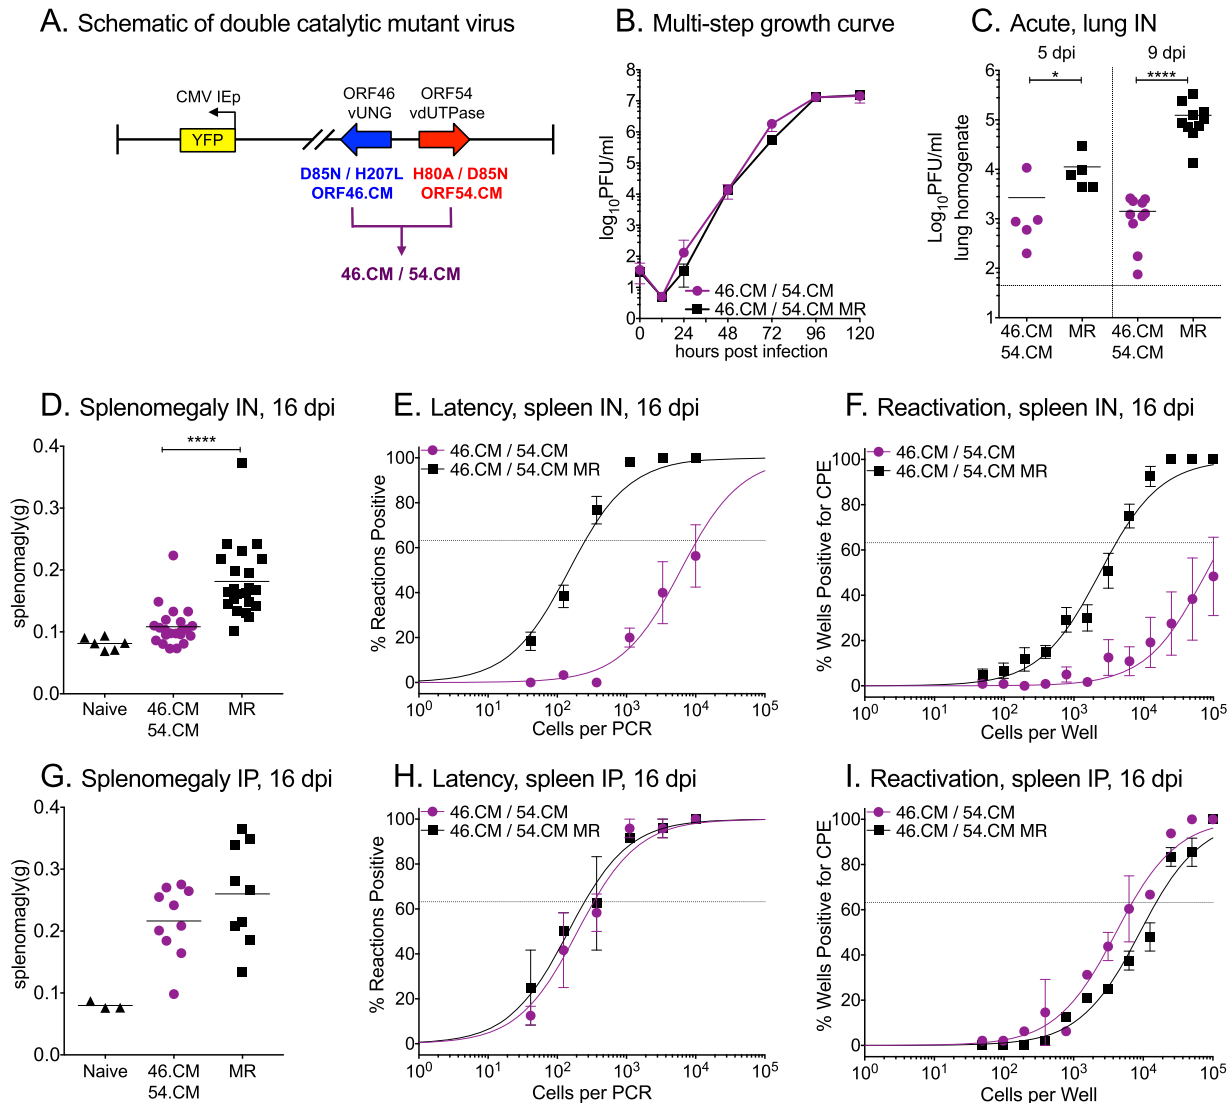 A. Schematic of double catalytic mutant virus
CMV IEp
YFP
ORF46
vUNG
ORF54
vdUTPase
D85N / H207L
ORF46.CM
H80A / D85N
ORF54.CM
46.CM / 54.CM
B. Multi-step growth curve
log10PFU/ml
8
7
6
5
4
3
2
1
0
46.CM / 54.CM
46.CM / 54.CM MR
0 24 48 72 96 120
hours post infection
C. Acute, lung IN
5 dpi
9 dpi
*
****
Log10PFU/ml
lung homogenate
6
5
4
3
2
1
46.CM
54.CM
MR
46.CM
54.CM
MR
D. Splenomegaly IN, 16 dpi
****
splenomagly(g)
0.4
0.3
0.2
0.1
0.0
Naive
46.CM
54.CM
MR
E. Latency, spleen IN, 16 dpi
46.CM / 54.CM
46.CM / 54.CM MR
% Reactions Positive
100
80
60
40
20
0
10^0 10^1 10^2 10^3 10^4 10^5
Cells per PCR
F. Reactivation, spleen IN, 16 dpi
46.CM / 54.CM
46.CM / 54.CM MR
% Wells Positive for CPE
100
80
60
40
20
0
10^0 10^1 10^2 10^3 10^4 10^5
Cells per Well
G. Splenomegaly IP, 16 dpi
splenomagly(g)
0.4
0.3
0.2
0.1
0.0
Naive
46.CM
54.CM
MR
H. Latency, spleen IP, 16 dpi
46.CM / 54.CM
46.CM / 54.CM MR
% Reactions Positive
100
80
60
40
20
0
10^0 10^1 10^2 10^3 10^4 10^5
Cells per PCR
I. Reactivation, spleen IP, 16 dpi
46.CM / 54.CM
46.CM / 54.CM MR
% Wells Positive for CPE
100
80
60
40
20
0
10^0 10^1 10^2 10^3 10^4 10^5
Cells per Well